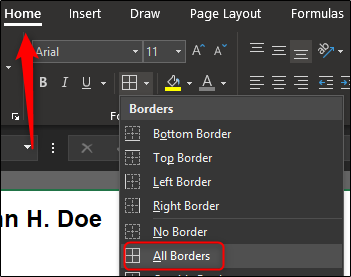 Home Insert Draw Page Layout Formulas
Arial 11 A A
B I U A
Borders
Bottom Border
Top Border
Left Border
Right Border
No Border
All Borders
H. Doe